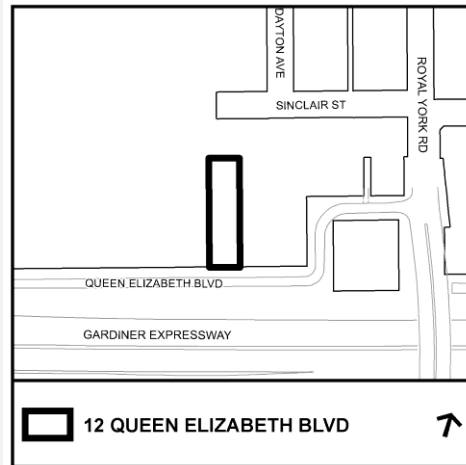 DAYTON AVE
SINCLAIR ST
ROYAL YORK RD
QUEEN ELIZABETH BLVD
GARDINER EXPRESSWAY
12 QUEEN ELIZABETH BLVD